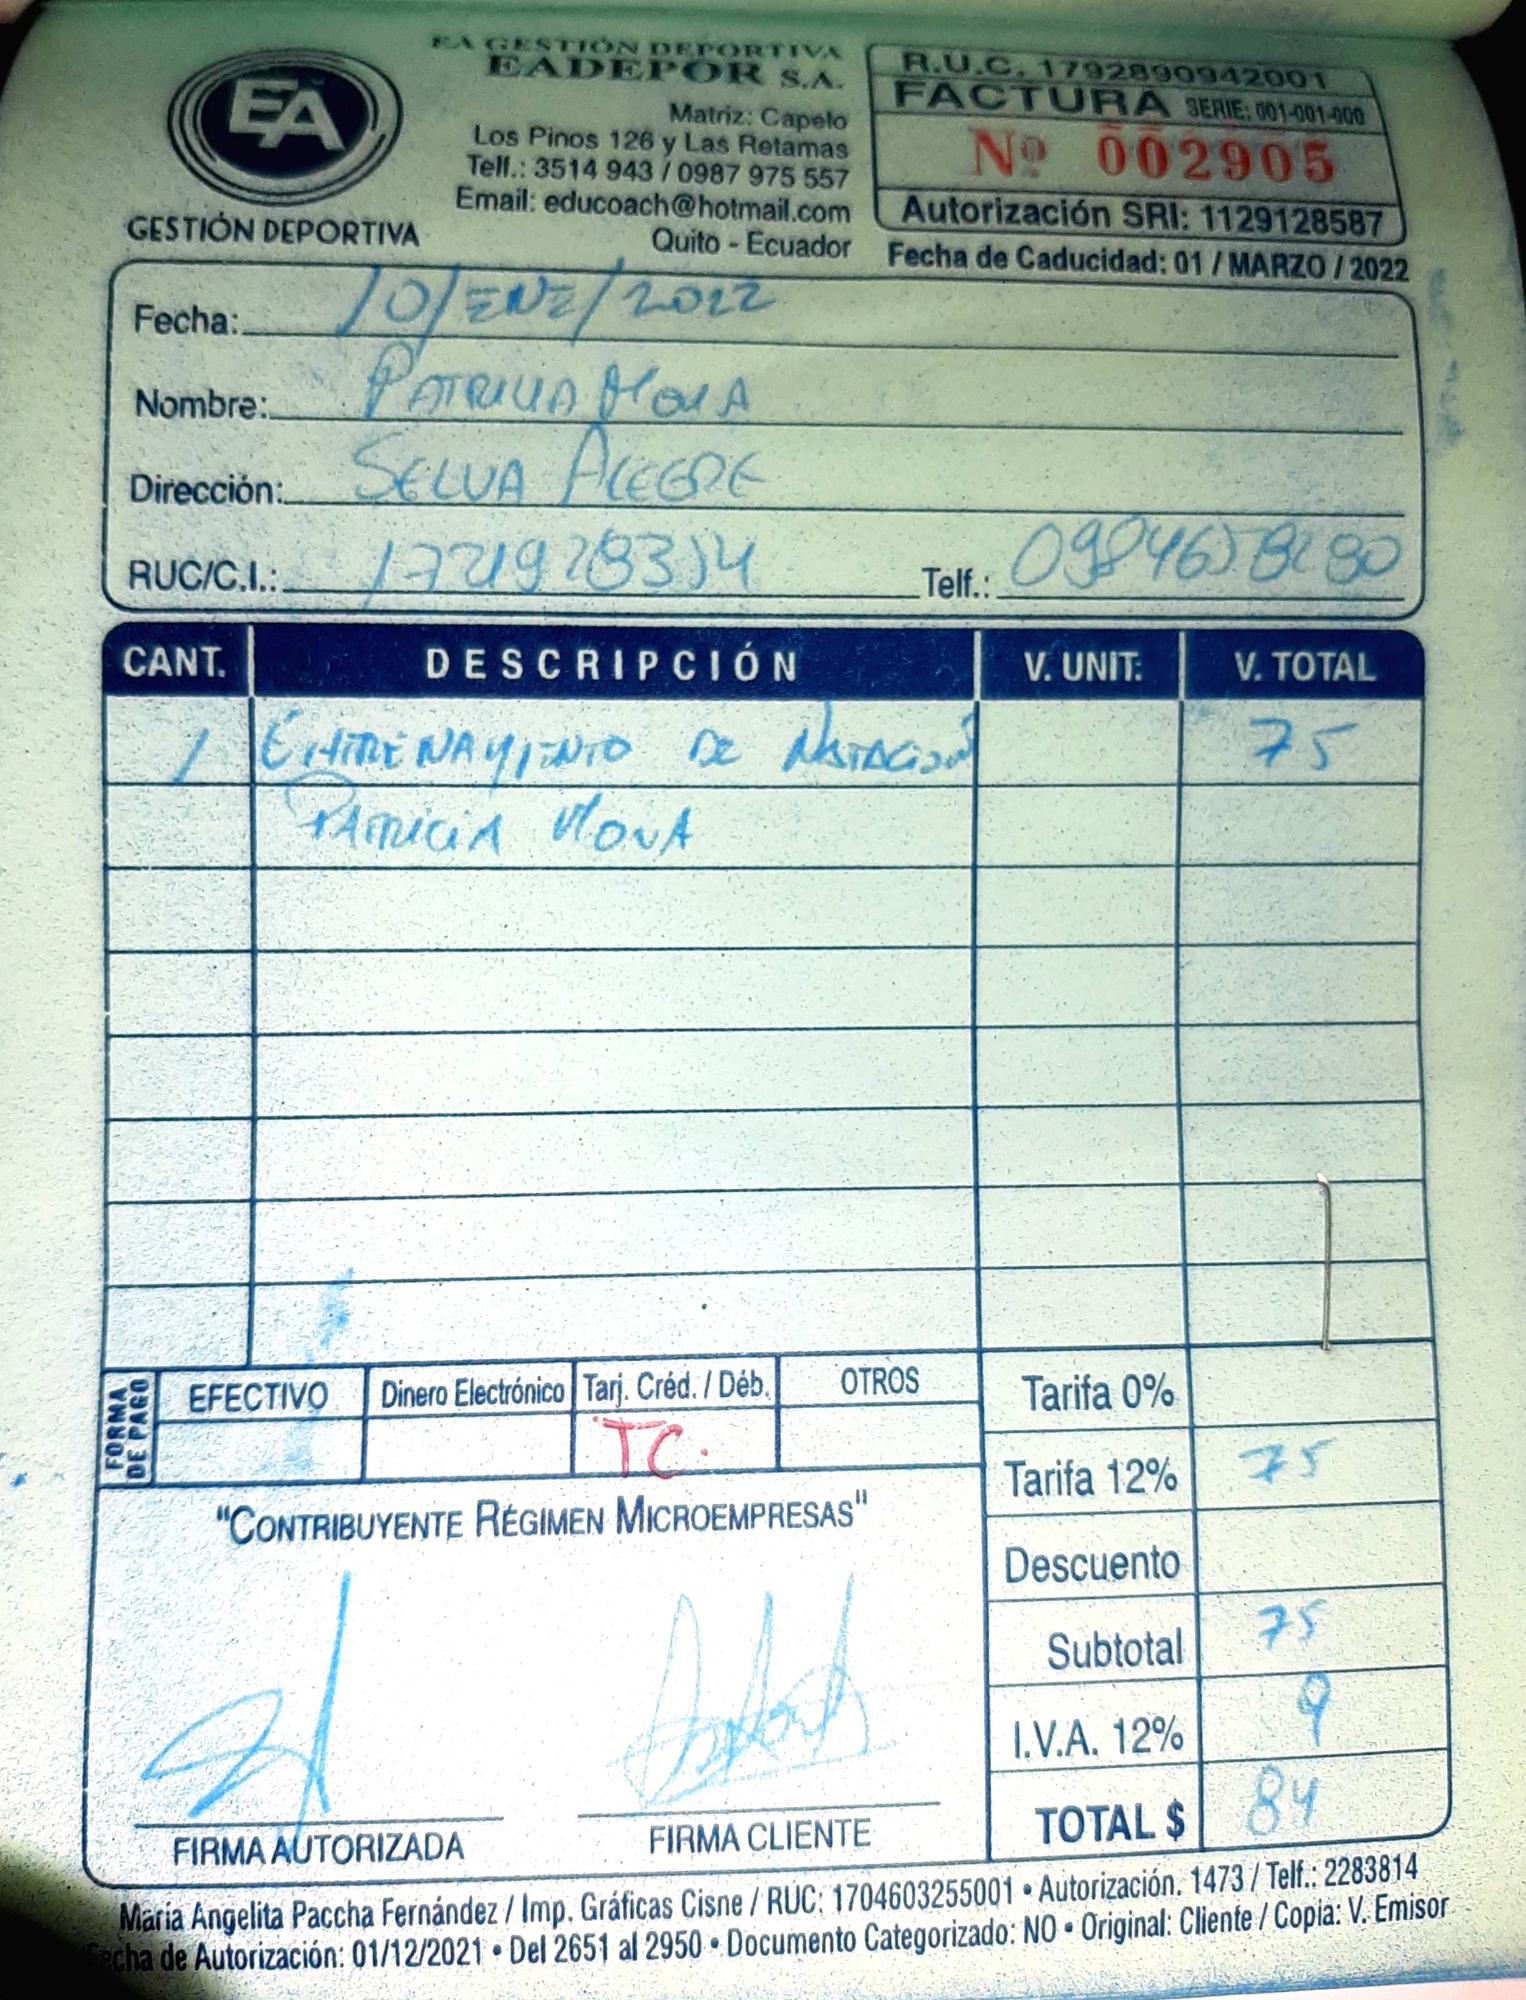 EA
GESTIÓN DEPORTIVA
EA GESTIÓN DEPORTIVA
EADEPOR S.A.
Matriz: Capelo
Los Pinos 126 y Las Retamas
Telf.: 3514 943 / 0987 975 557
Email: educoach@hotmail.com
Quito - Ecuador
R.U.C. 1792890942001
FACTURA SERIE: 001-001-000
Nº 002905
Autorización SRI: 1129128587
Fecha de Caducidad: 01 / MARZO / 2022
Fecha: 10/ENE/2022
Nombre: PATRICIA
Dirección: SELVA ALEGRE
RUC/C.I.:
Telf.:
CANT. DESCRIPCIÓN V. UNIT. V. TOTAL
1 ENTRENAMIENTO DE NATACIÓN 75
PATRICIA
FORMA DE PAGO
EFECTIVO Dinero Electrónico Tarj. Créd. / Déb. OTROS
TC.
Tarifa 0%
Tarifa 12% 75
Descuento
Subtotal 75
I.V.A. 12% 9
TOTAL $ 84
"CONTRIBUYENTE RÉGIMEN MICROEMPRESAS"
FIRMA AUTORIZADA FIRMA CLIENTE
María Angelita Paccha Fernández / Imp. Gráficas Cisne / RUC: 1704603255001 • Autorización. 1473 / Telf.: 2283814
Fecha de Autorización: 01/12/2021 • Del 2651 al 2950 • Documento Categorizado: NO • Original: Cliente / Copia: V. Emisor